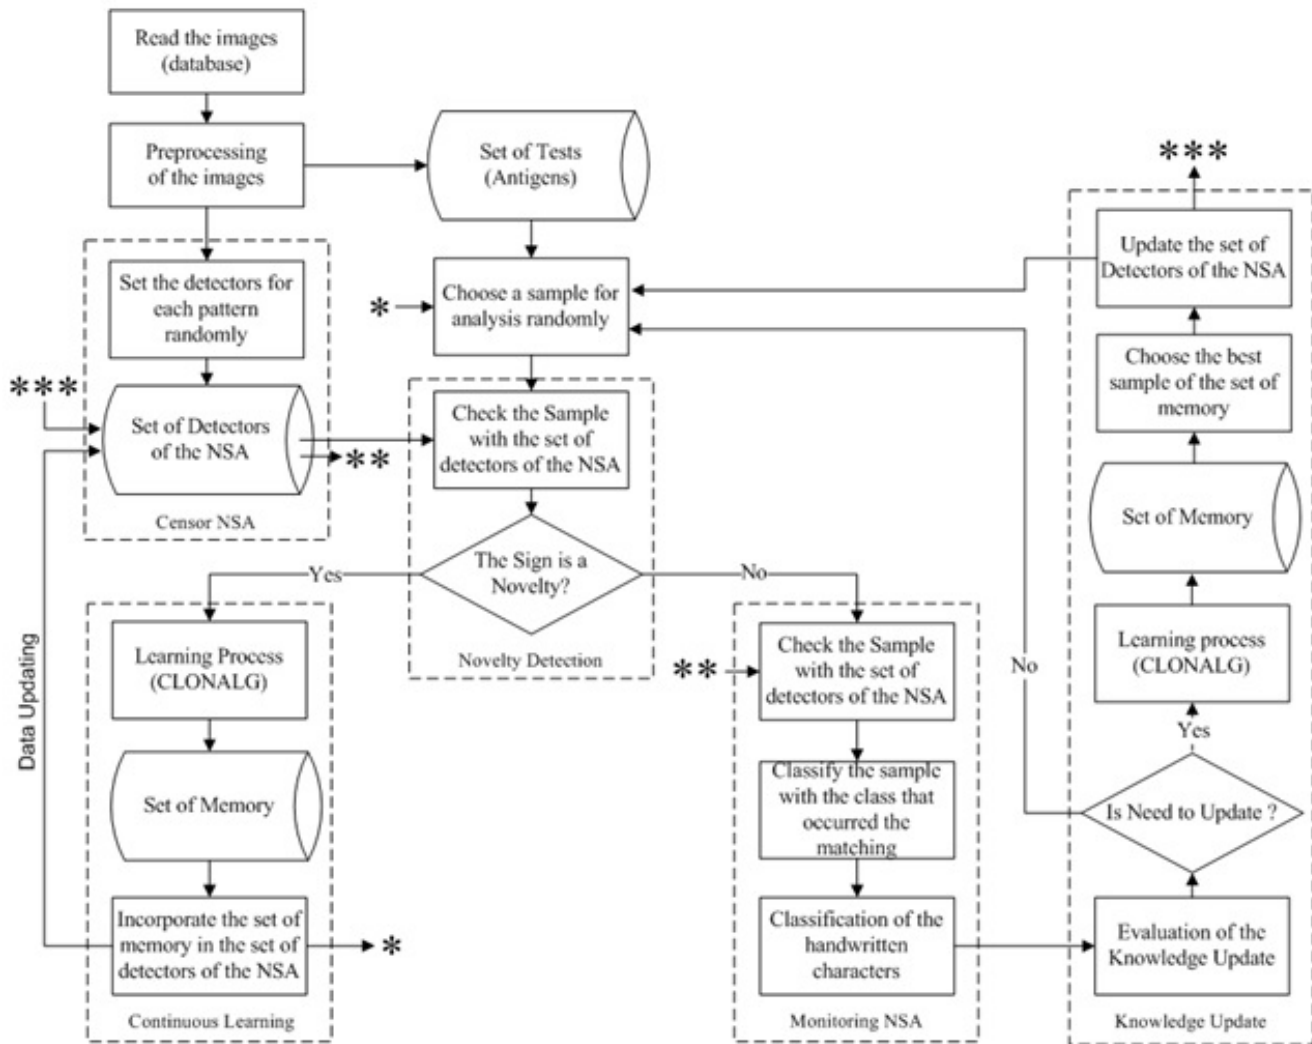 Read the images
(database)
Preprocessing
of the images
Set of Tests
(Antigens)
Set the detectors for
each pattern
randomly
***
Set of Detectors
of the NSA
**
Censor NSA
*
Choose a sample for
analysis randomly
Check the Sample
with the set of
detectors of the NSA
The Sign is a
Novelty?
Novelty Detection
Yes
No
Data Updating
Learning Process
(CLONALG)
Set of Memory
Incorporate the set of
memory in the set of
detectors of the NSA
*
Continuous Learning
**
Check the Sample
with the set of
detectors of the NSA
Classify the sample
with the class that
occurred the
matching
Classification of the
handwritten
characters
Monitoring NSA
***
Update the set of
Detectors of the NSA
Choose the best
sample of the set of
memory
Set of Memory
Learning process
(CLONALG)
No
Yes
Is Need to Update ?
Evaluation of the
Knowledge Update
Knowledge Update